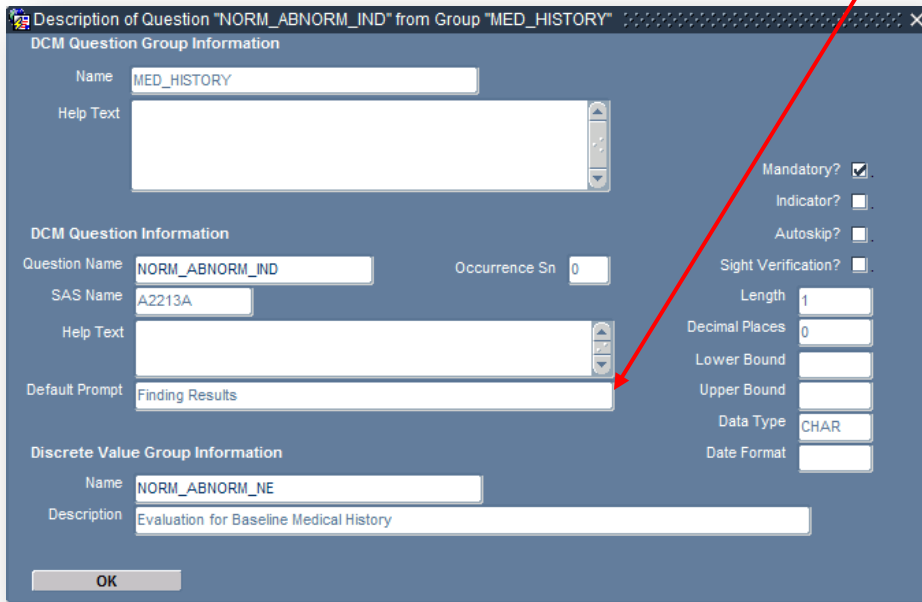 Description of Question "NORM_ABNORM_IND" from Group "MED_HISTORY"
DCM Question Group Information
Name MED_HISTORY
Help Text
Mandatory?
Indicator?
DCM Question Information Autoskip?
Question Name NORM_ABNORM_IND Occurrence Sn 0 Sight Verification?
SAS Name A2213A Length 1
Help Text Decimal Places 0
Lower Bound
Default Prompt Finding Results Upper Bound
Data Type CHAR
Discrete Value Group Information Date Format
Name NORM_ABNORM_NE
Description Evaluation for Baseline Medical History
OK